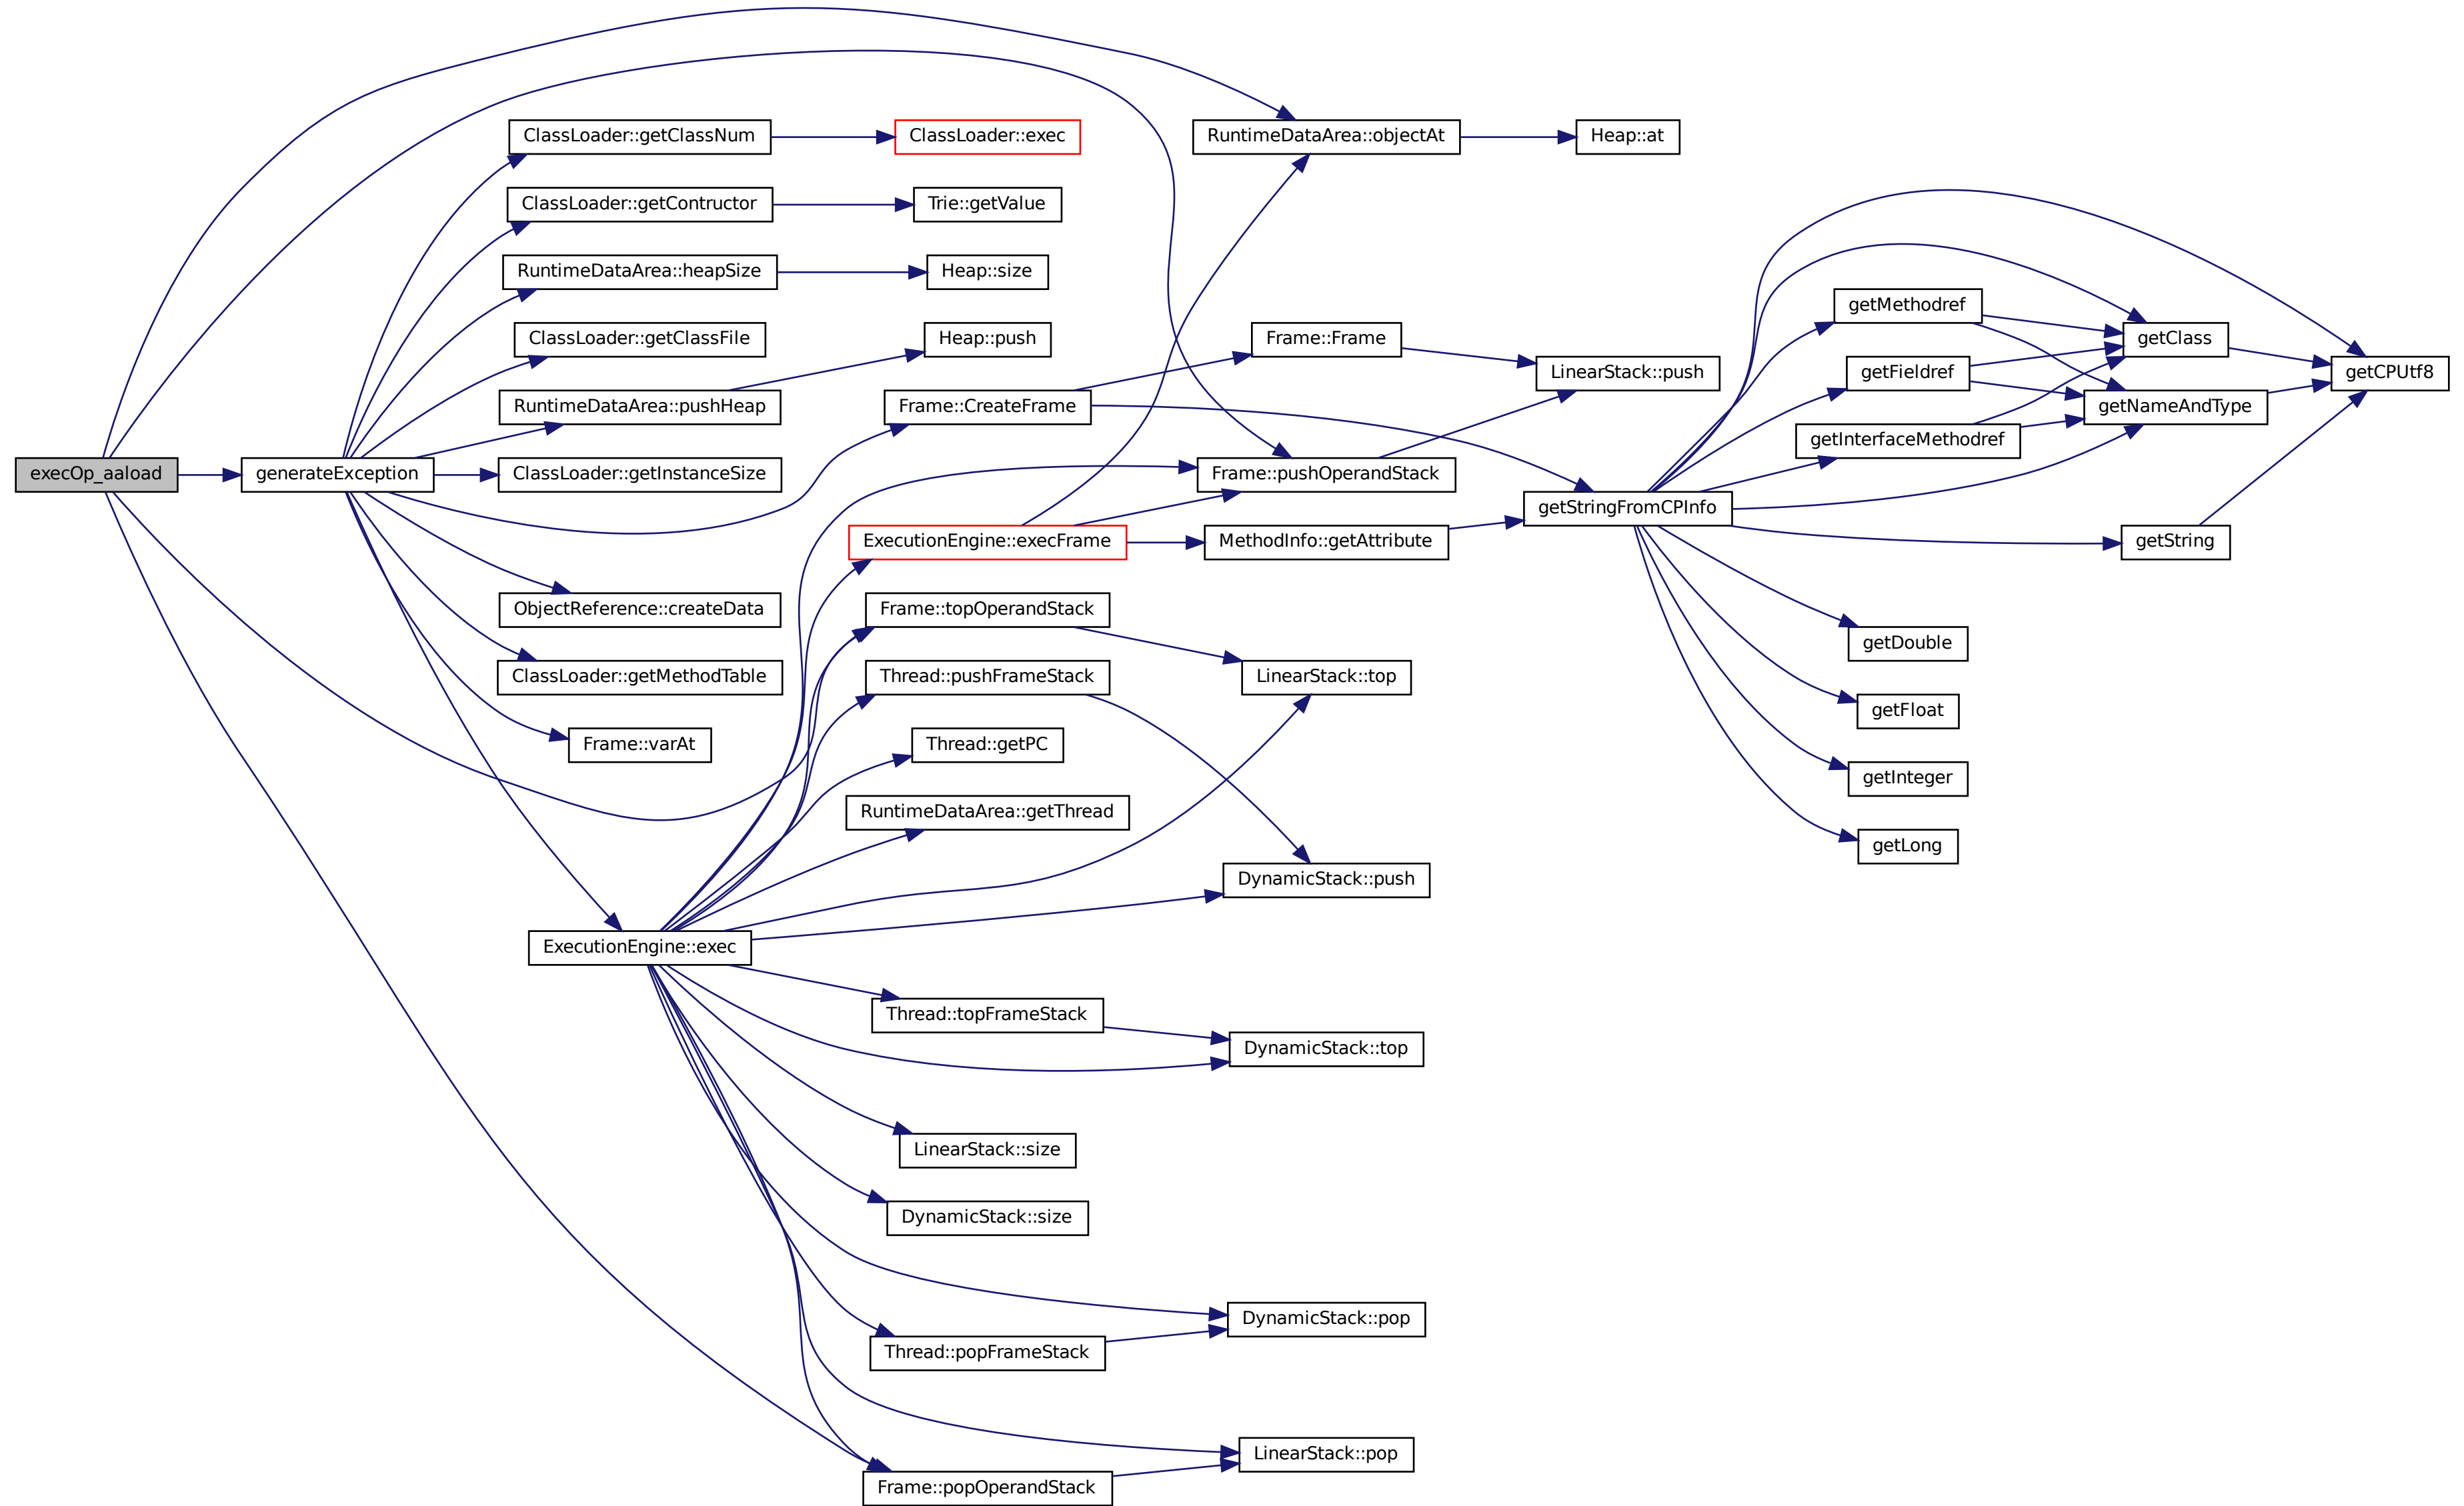 execOp_aaload
generateException
ClassLoader::getClassNum
ClassLoader::getContructor
RuntimeDataArea::heapSize
ClassLoader::getClassFile
RuntimeDataArea::pushHeap
ClassLoader::getInstanceSize
ObjectReference::createData
ClassLoader::getMethodTable
Frame::varAt
ExecutionEngine::exec
ClassLoader::exec
Trie::getValue
Heap::size
Heap::push
Frame::CreateFrame
ExecutionEngine::execFrame
Frame::topOperandStack
Thread::pushFrameStack
Thread::getPC
RuntimeDataArea::getThread
Thread::topFrameStack
LinearStack::size
DynamicStack::size
Thread::popFrameStack
Frame::popOperandStack
RuntimeDataArea::objectAt
Frame::Frame
Frame::pushOperandStack
MethodInfo::getAttribute
LinearStack::top
DynamicStack::push
DynamicStack::top
DynamicStack::pop
LinearStack::pop
Heap::at
LinearStack::push
getStringFromCPInfo
getMethodref
getFieldref
getInterfaceMethodref
getDouble
getFloat
getInteger
getLong
getClass
getNameAndType
getString
getCPUtf8